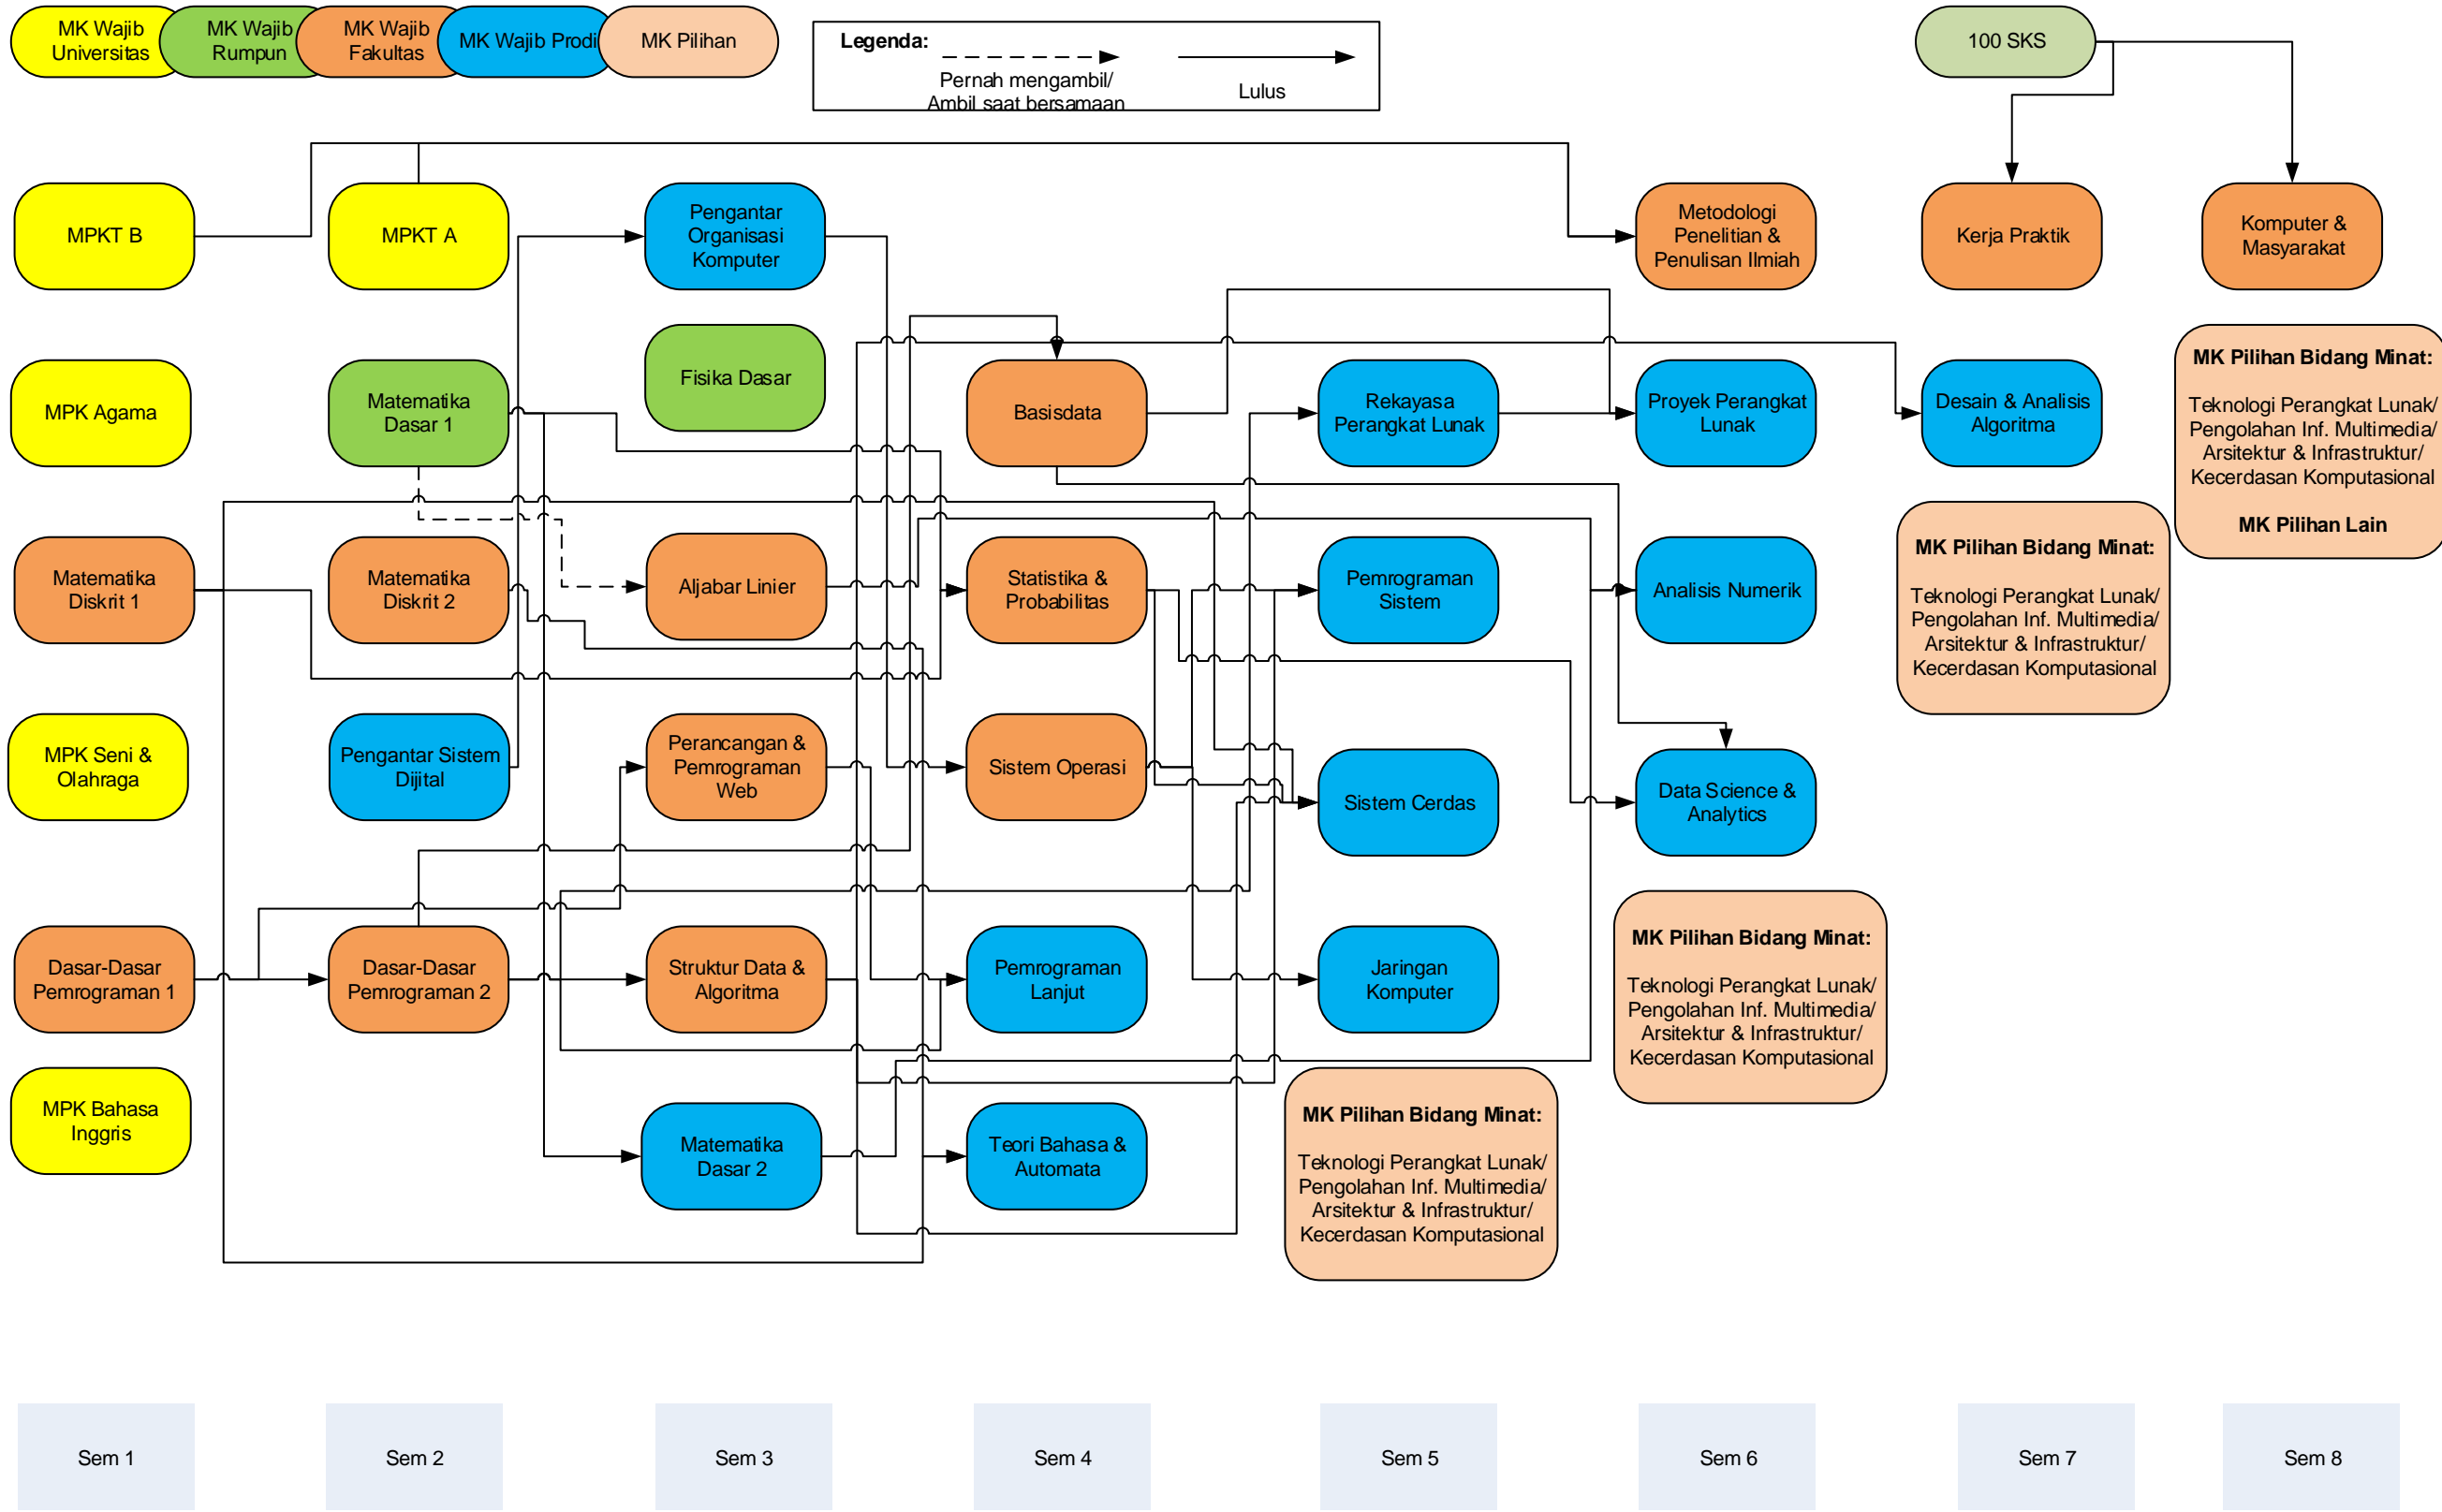 MK Wajib
Universitas
MK Wajib
Rumpun
MK Wajib
Fakultas
MK Wajib Prodi
MK Pilihan
Legenda:
Pernah mengambil/
Ambil saat bersamaan
Lulus
100 SKS
MPKT B
MPKT A
Pengantar
Organisasi
Komputer
Metodologi
Penelitian &
Penulisan Ilmiah
Kerja Praktik
Komputer &
Masyarakat
MPK Agama
Matematika
Dasar 1
Fisika Dasar
Basisdata
Rekayasa
Perangkat Lunak
Proyek Perangkat
Lunak
Desain & Analisis
Algoritma
MK Pilihan Bidang Minat:
Teknologi Perangkat Lunak/
Pengolahan Inf. Multimedia/
Arsitektur & Infrastruktur/
Kecerdasan Komputasional
MK Pilihan Lain
Matematika
Diskrit 1
Matematika
Diskrit 2
Aljabar Linier
Statistika &
Probabilitas
Pemrograman
Sistem
Analisis Numerik
MK Pilihan Bidang Minat:
Teknologi Perangkat Lunak/
Pengolahan Inf. Multimedia/
Arsitektur & Infrastruktur/
Kecerdasan Komputasional
MPK Seni &
Olahraga
Pengantar Sistem
Dijital
Perancangan &
Pemrograman
Web
Sistem Operasi
Sistem Cerdas
Data Science &
Analytics
Dasar-Dasar
Pemrograman 1
Dasar-Dasar
Pemrograman 2
Struktur Data &
Algoritma
Pemrograman
Lanjut
Jaringan
Komputer
MK Pilihan Bidang Minat:
Teknologi Perangkat Lunak/
Pengolahan Inf. Multimedia/
Arsitektur & Infrastruktur/
Kecerdasan Komputasional
MPK Bahasa
Inggris
Matematika
Dasar 2
Teori Bahasa &
Automata
MK Pilihan Bidang Minat:
Teknologi Perangkat Lunak/
Pengolahan Inf. Multimedia/
Arsitektur & Infrastruktur/
Kecerdasan Komputasional
Sem 1
Sem 2
Sem 3
Sem 4
Sem 5
Sem 6
Sem 7
Sem 8